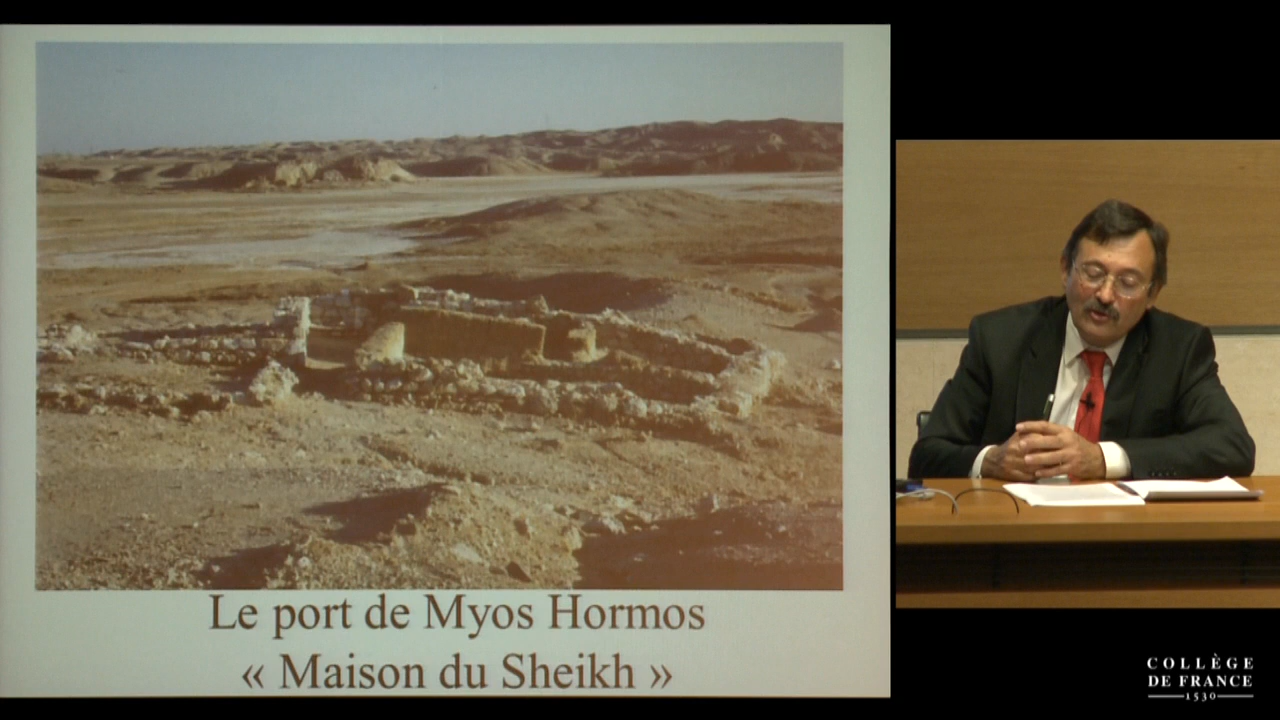 Le port de Myos Hormos
« Maison du Sheikh »
COLLÈGE
DE FRANCE
1530